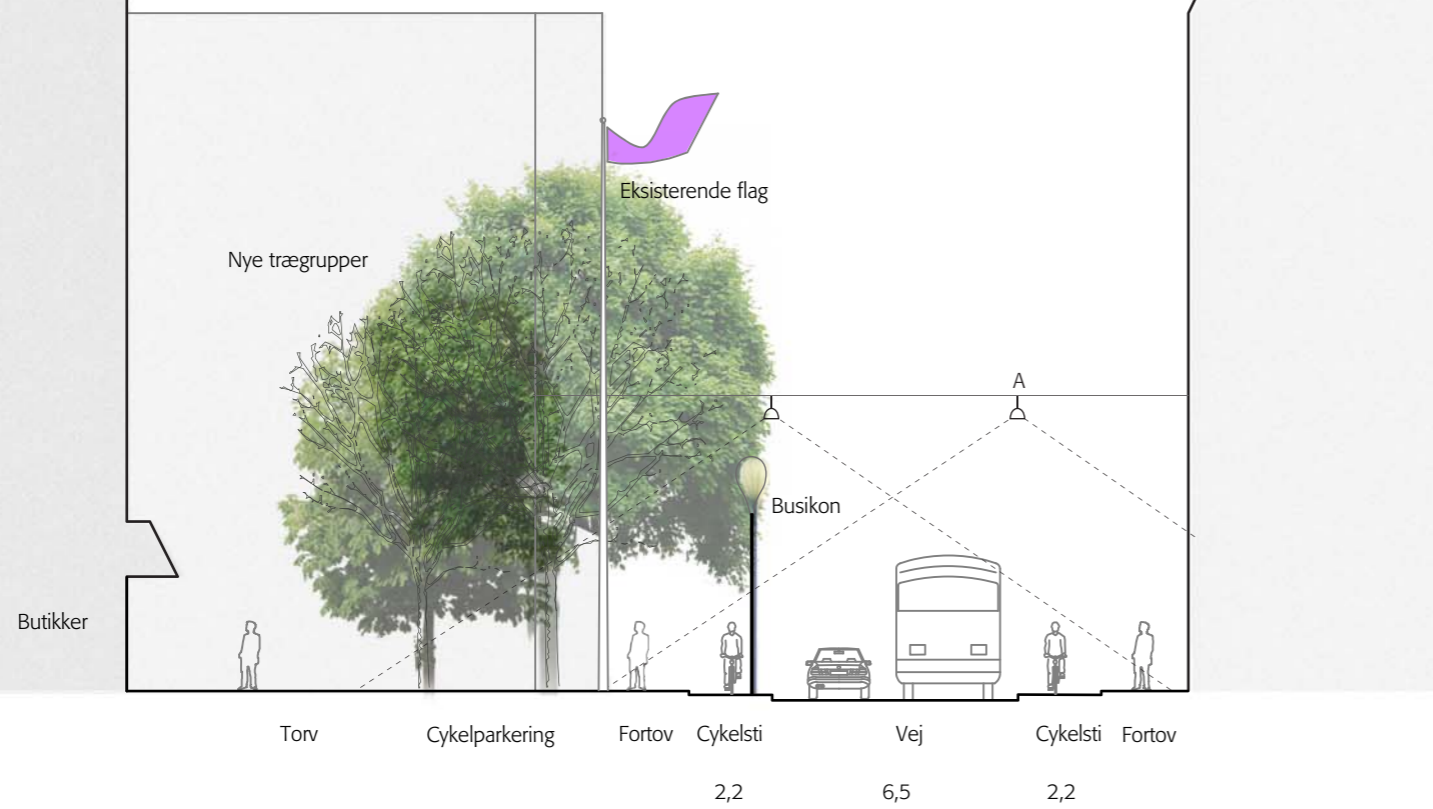 Eksisterende flag
Nye trægrupper
A
Busikon
Butikker
Torv Cykelparkering Fortov Cykelsti Vej Cykelsti Fortov
2,2 6,5 2,2